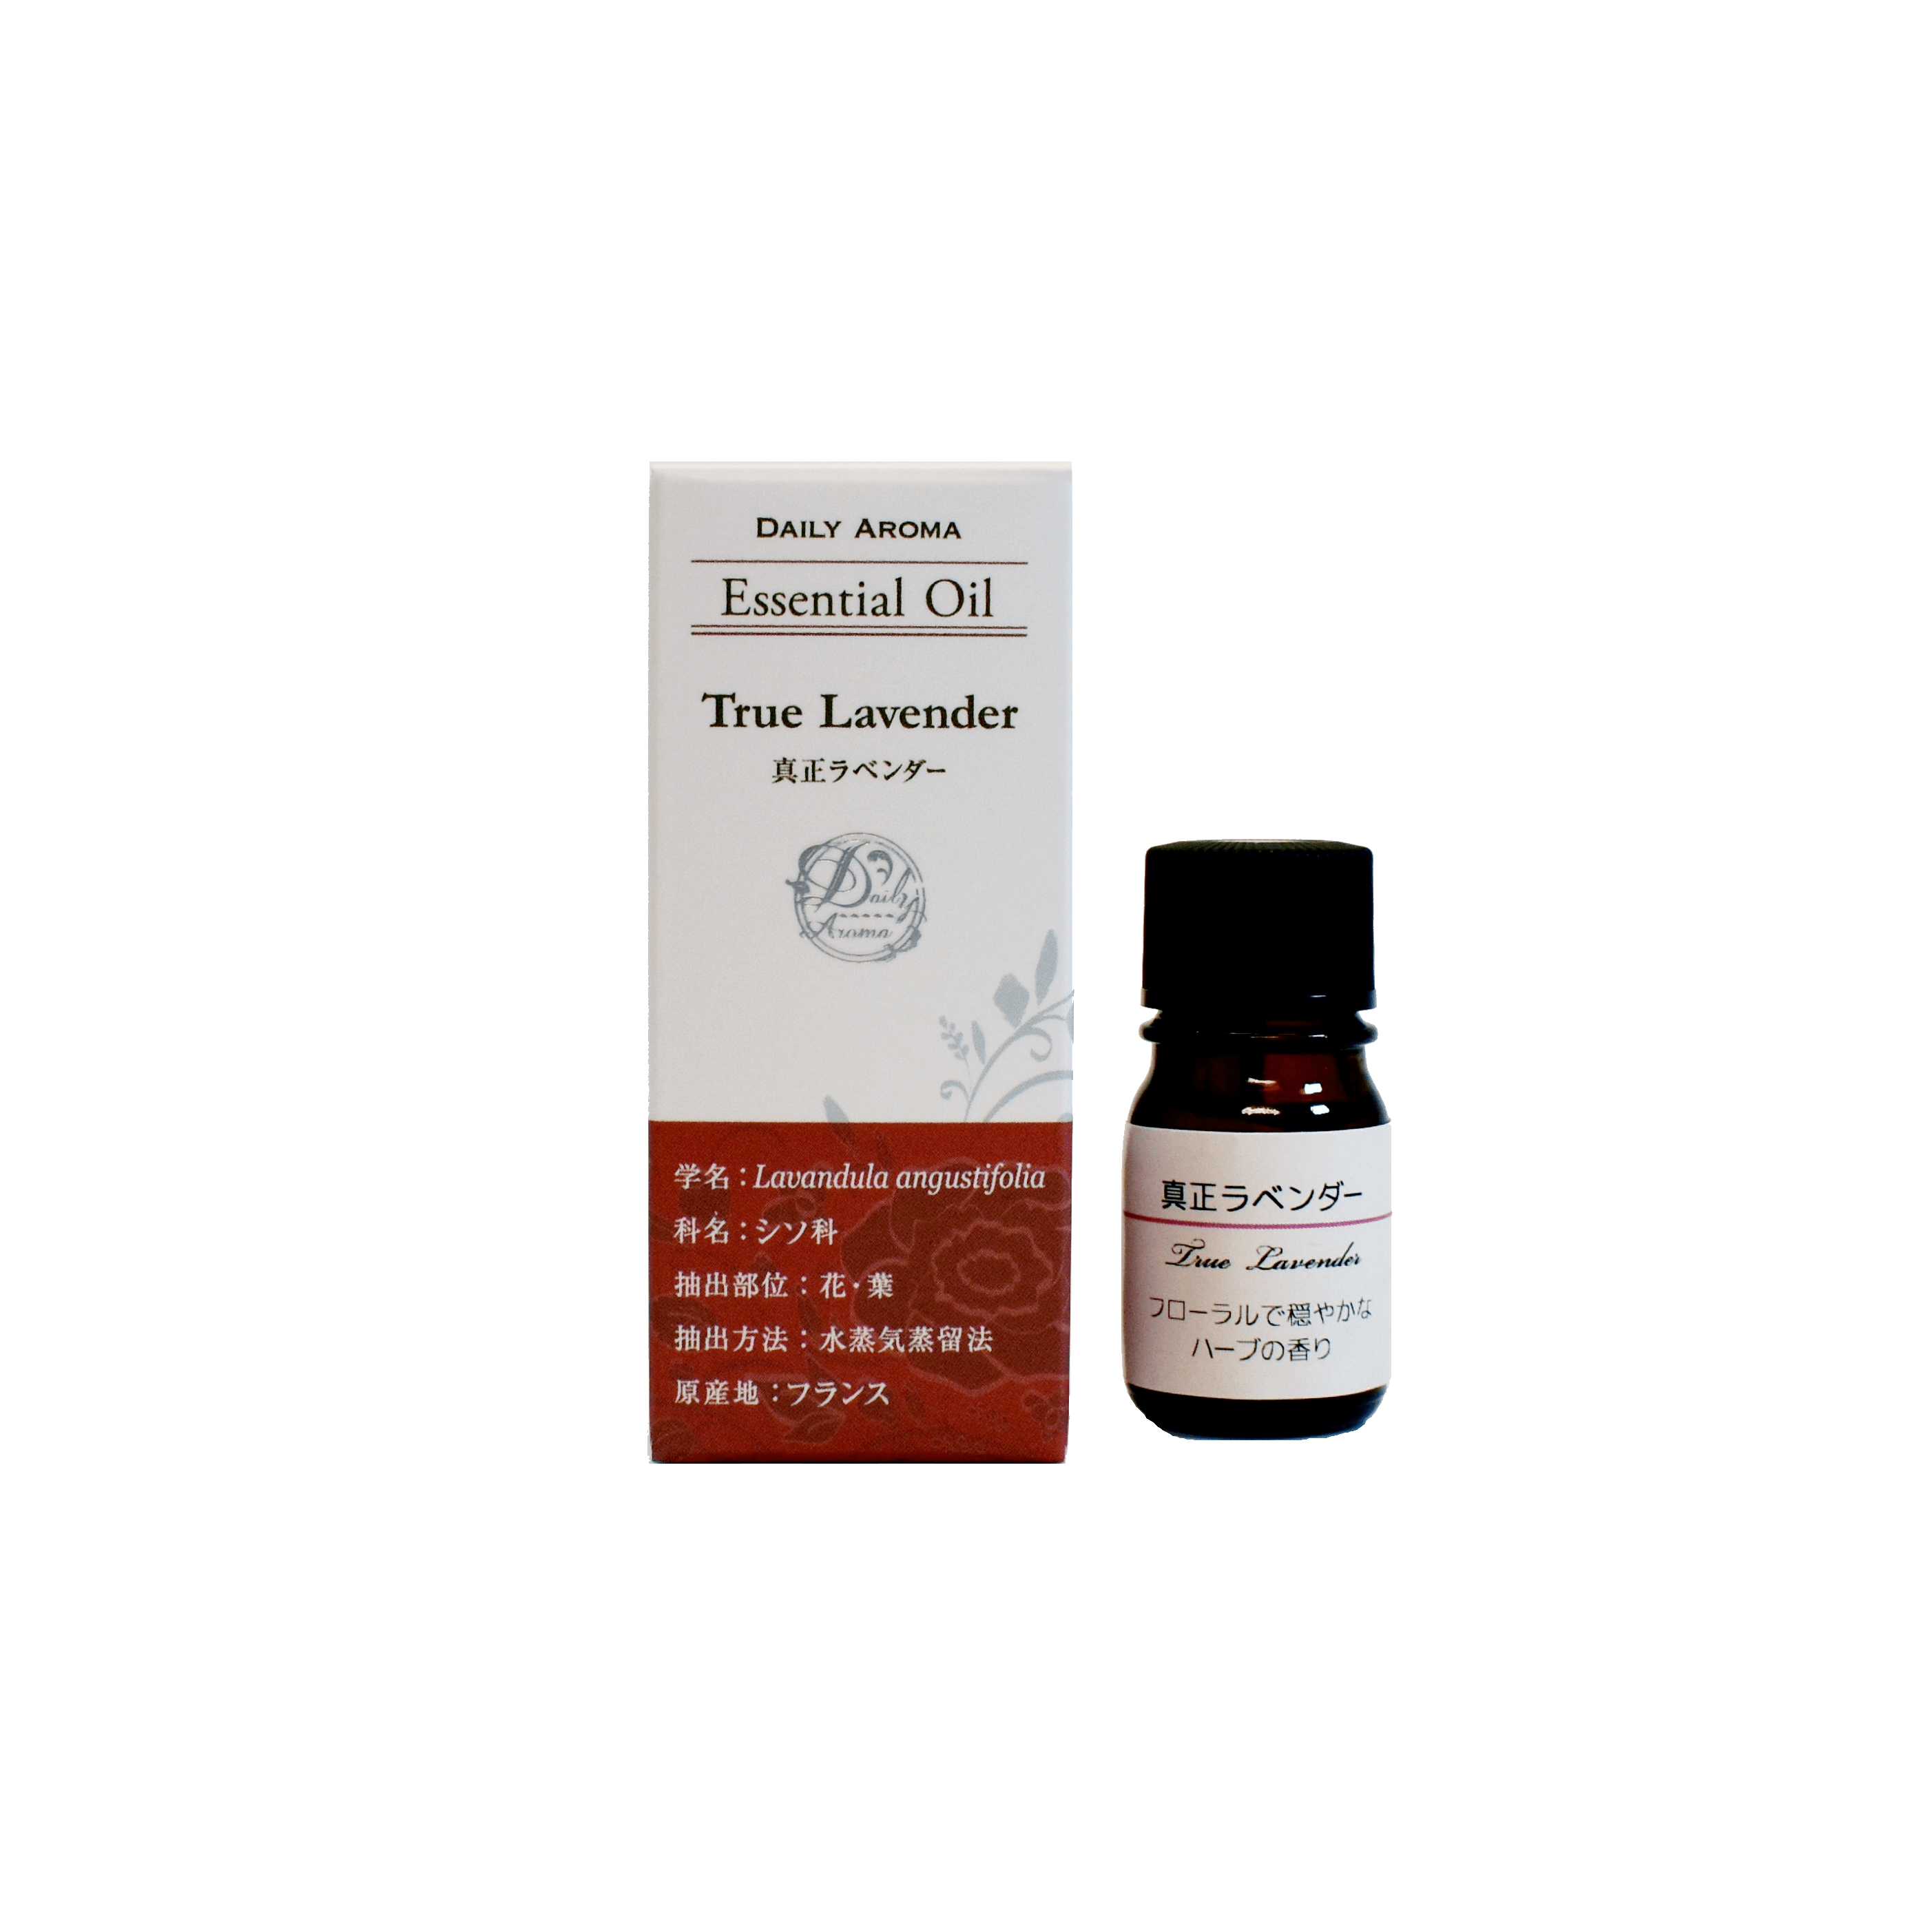 DAILY AROMA
Essential Oil
True Lavender
真正ラベンダー
Daily
Aroma
学名：Lavandula angustifolia
科名：シソ科
抽出部位：花・葉
抽出方法：水蒸気蒸留法
原産地：フランス
真正ラベンダー
True Lavender
フローラルで穏やかな
ハーブの香り